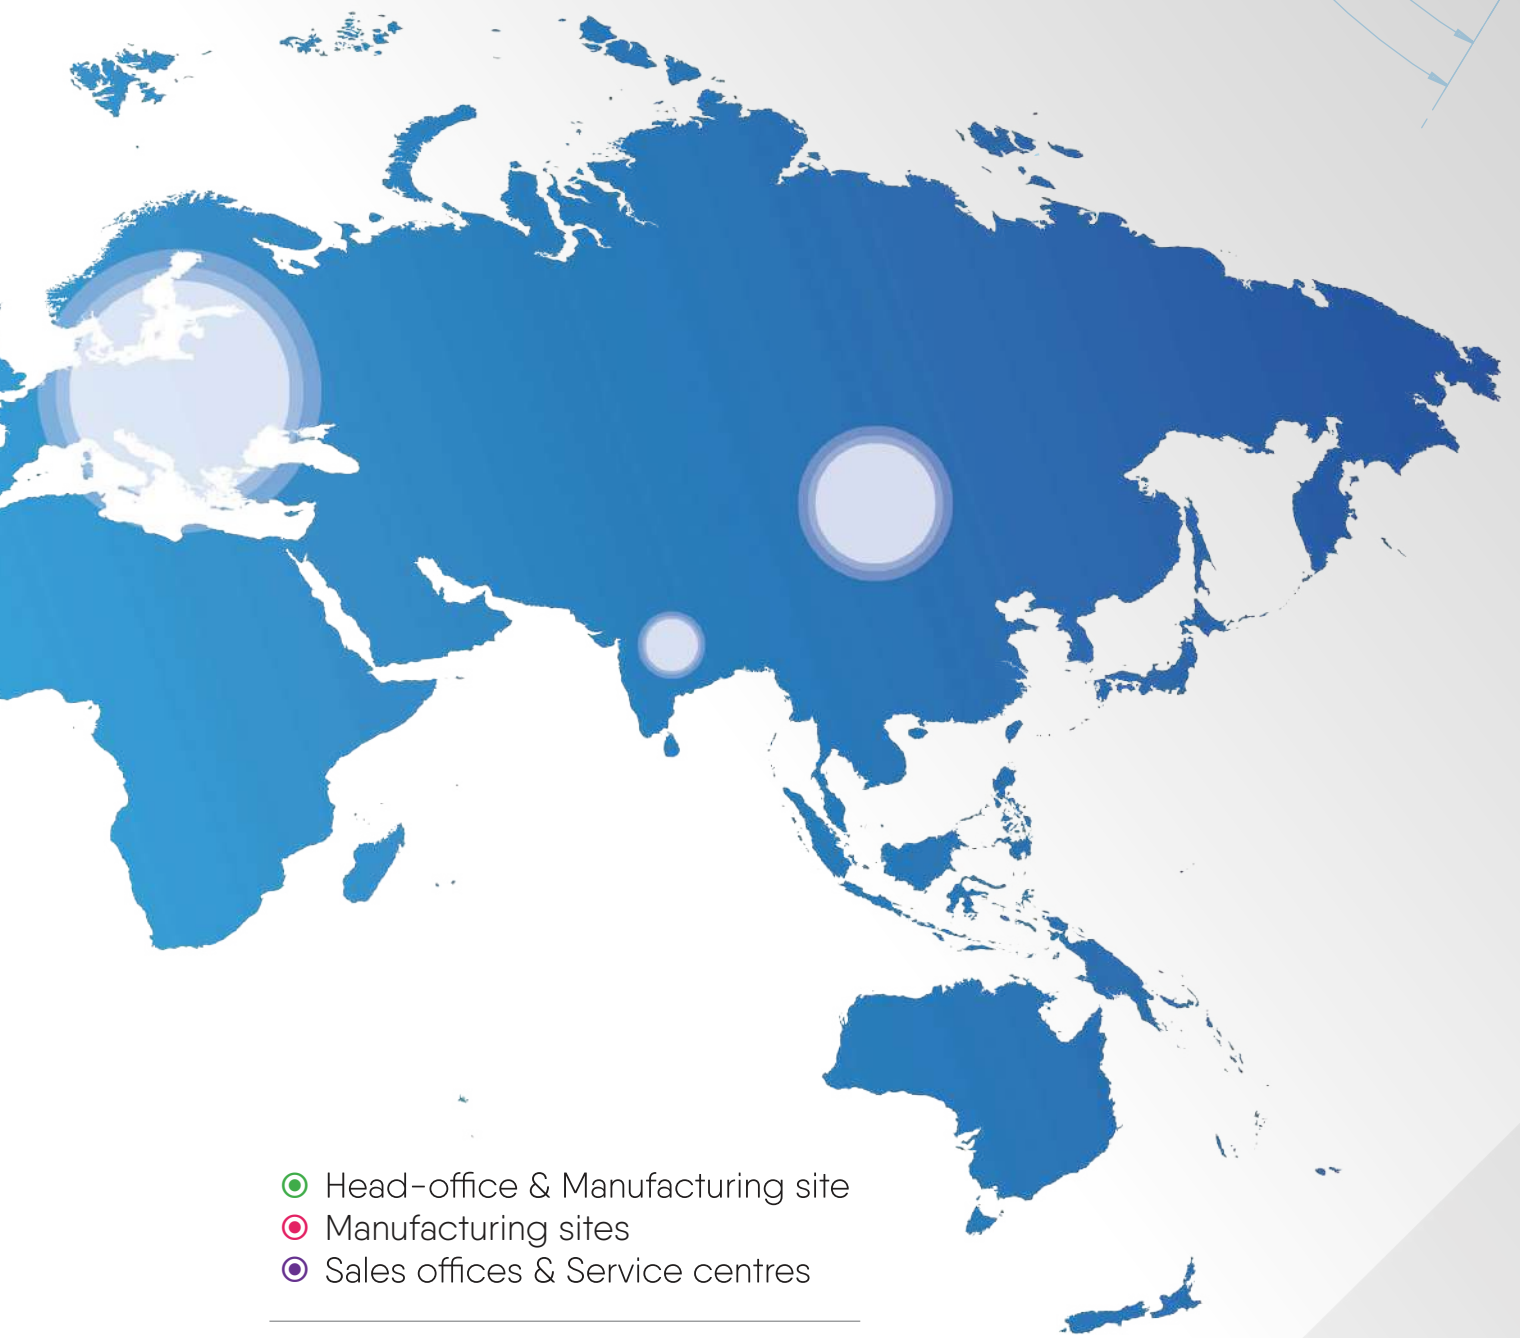 Head-office & Manufacturing site
Manufacturing sites
Sales offices & Service centres